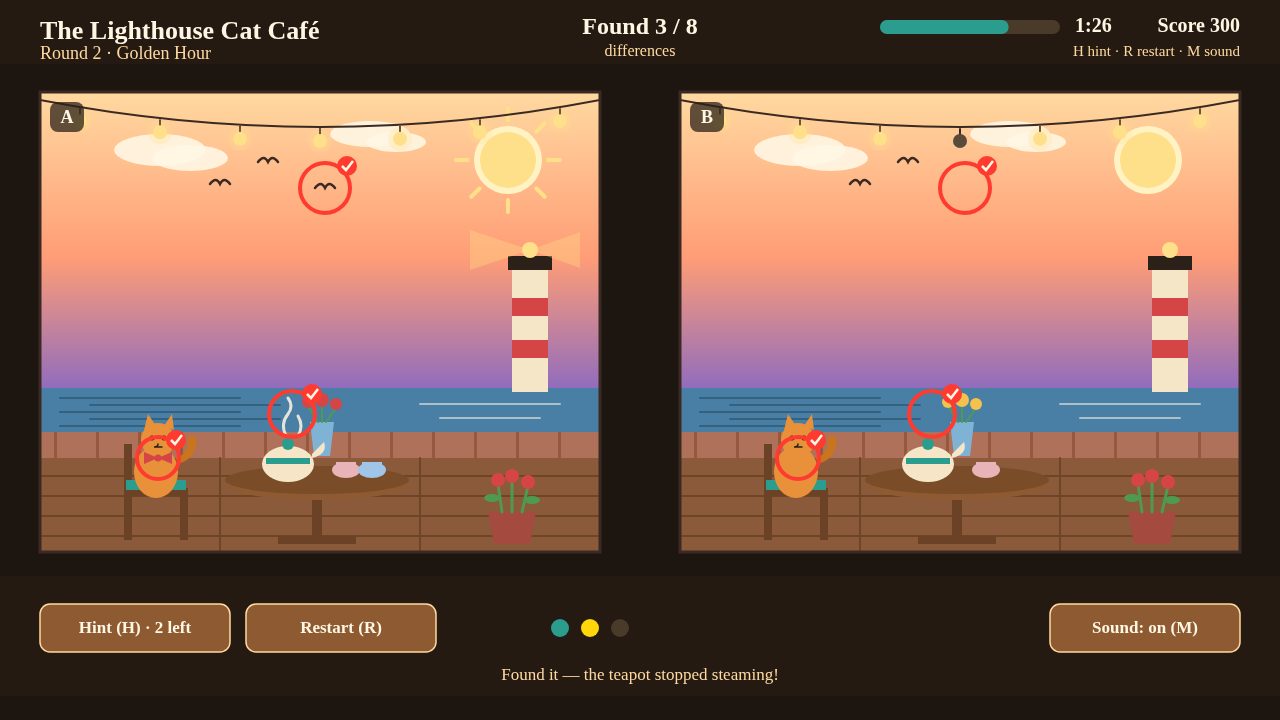 The Lighthouse Cat Café
Round 2 · Golden Hour
Found 3 / 8
differences
1:26
Score 300
H hint · R restart · M sound
A
B
Hint (H) · 2 left
Restart (R)
Sound: on (M)
Found it — the teapot stopped steaming!